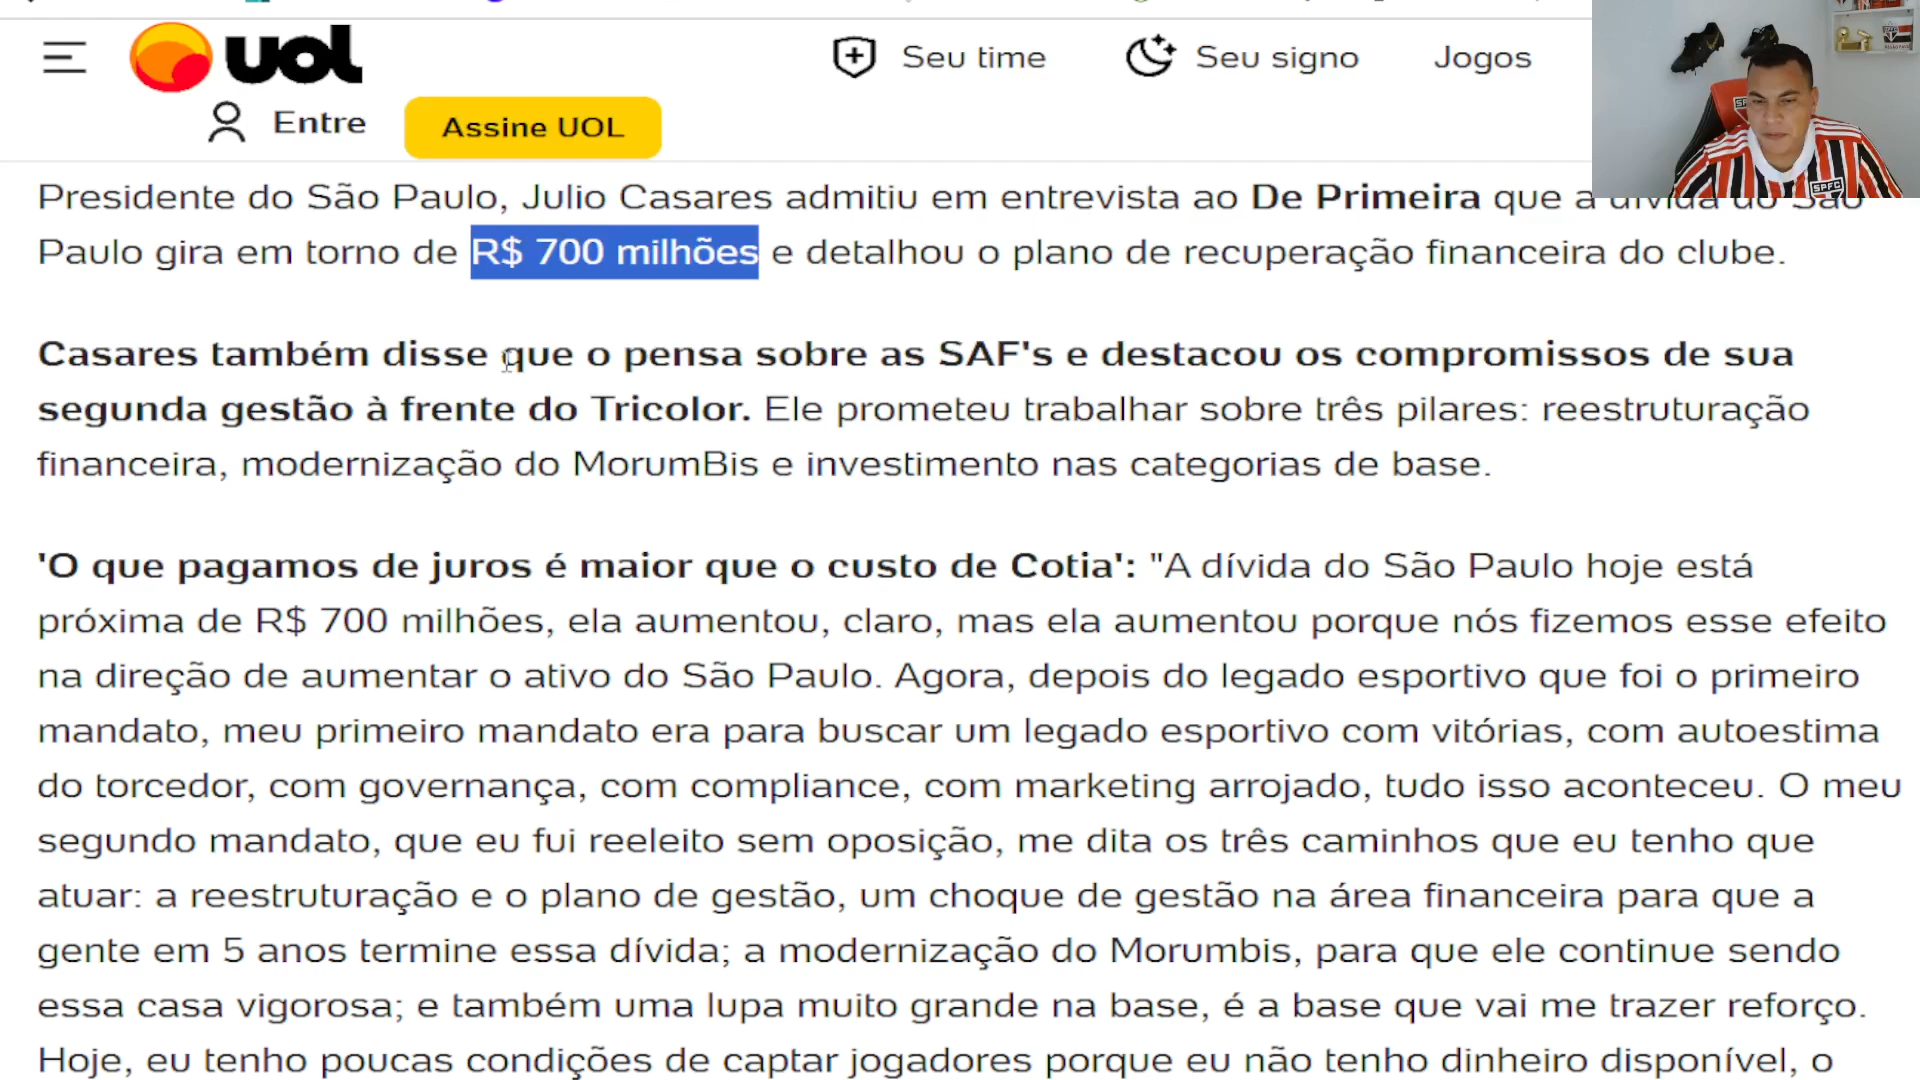 uol
Seu time
Seu signo
Jogos
Entre
Assine UOL
Presidente do São Paulo, Julio Casares admitiu em entrevista ao De Primeira que a dívida do São
Paulo gira em torno de R$ 700 milhões e detalhou o plano de recuperação financeira do clube.
Casares também disse que o pensa sobre as SAF's e destacou os compromissos de sua
segunda gestão à frente do Tricolor. Ele prometeu trabalhar sobre três pilares: reestruturação
financeira, modernização do MorumBis e investimento nas categorias de base.
'O que pagamos de juros é maior que o custo de Cotia': "A dívida do São Paulo hoje está
próxima de R$ 700 milhões, ela aumentou, claro, mas ela aumentou porque nós fizemos esse efeito
na direção de aumentar o ativo do São Paulo. Agora, depois do legado esportivo que foi o primeiro
mandato, meu primeiro mandato era para buscar um legado esportivo com vitórias, com autoestima
do torcedor, com governança, com compliance, com marketing arrojado, tudo isso aconteceu. O meu
segundo mandato, que eu fui reeleito sem oposição, me dita os três caminhos que eu tenho que
atuar: a reestruturação e o plano de gestão, um choque de gestão na área financeira para que a
gente em 5 anos termine essa dívida; a modernização do Morumbis, para que ele continue sendo
essa casa vigorosa; e também uma lupa muito grande na base, é a base que vai me trazer reforço.
Hoje, eu tenho poucas condições de captar jogadores porque eu não tenho dinheiro disponível, o
SPFC